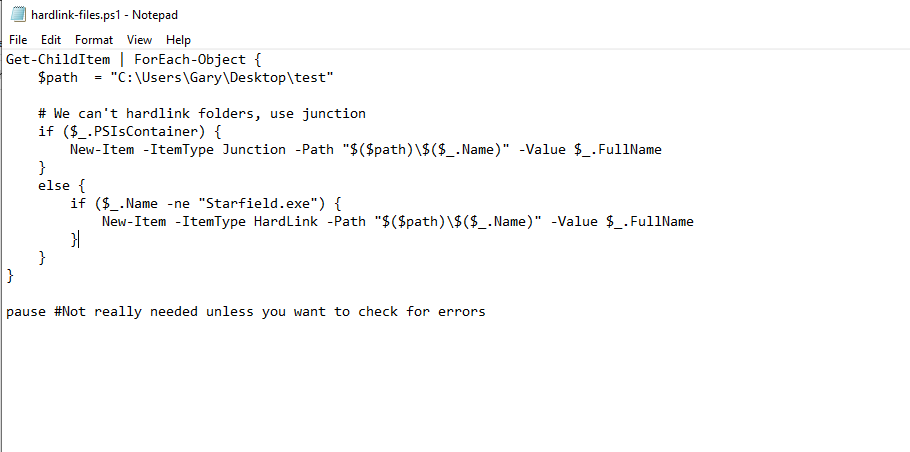 hardlink-files.ps1 - Notepad
File Edit Format View Help
Get-ChildItem | ForEach-Object {
    $path  = "C:\Users\Gary\Desktop\test"

    # We can't hardlink folders, use junction
    if ($_.PSIsContainer) {
        New-Item -ItemType Junction -Path "$($path)\$($_.Name)" -Value $_.FullName
    }
    else {
        if ($_.Name -ne "Starfield.exe") {
            New-Item -ItemType HardLink -Path "$($path)\$($_.Name)" -Value $_.FullName
        }
    }
}

pause #Not really needed unless you want to check for errors